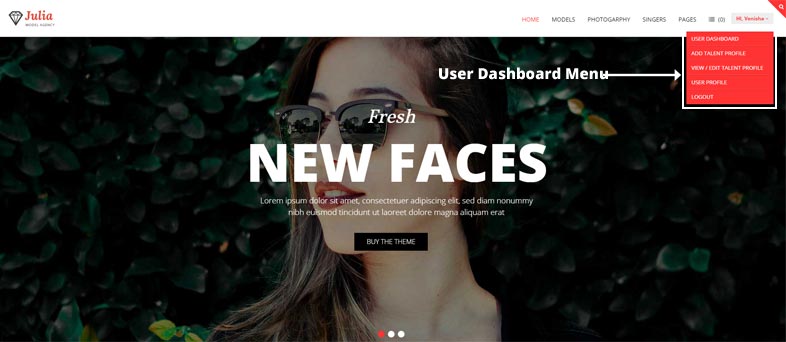 Julia
MODEL AGENCY
HOME MODELS PHOTOGARPHY SINGERS PAGES (0) Hi, Venisha
USER DASHBOARD
ADD TALENT PROFILE
VIEW / EDIT TALENT PROFILE
USER PROFILE
LOGOUT
User Dashboard Menu
Fresh
NEW FACES
Lorem ipsum dolor sit amet, consectetuer adipiscing elit, sed diam nonummy
nibh euismod tincidunt ut laoreet dolore magna aliquam erat
BUY THE THEME